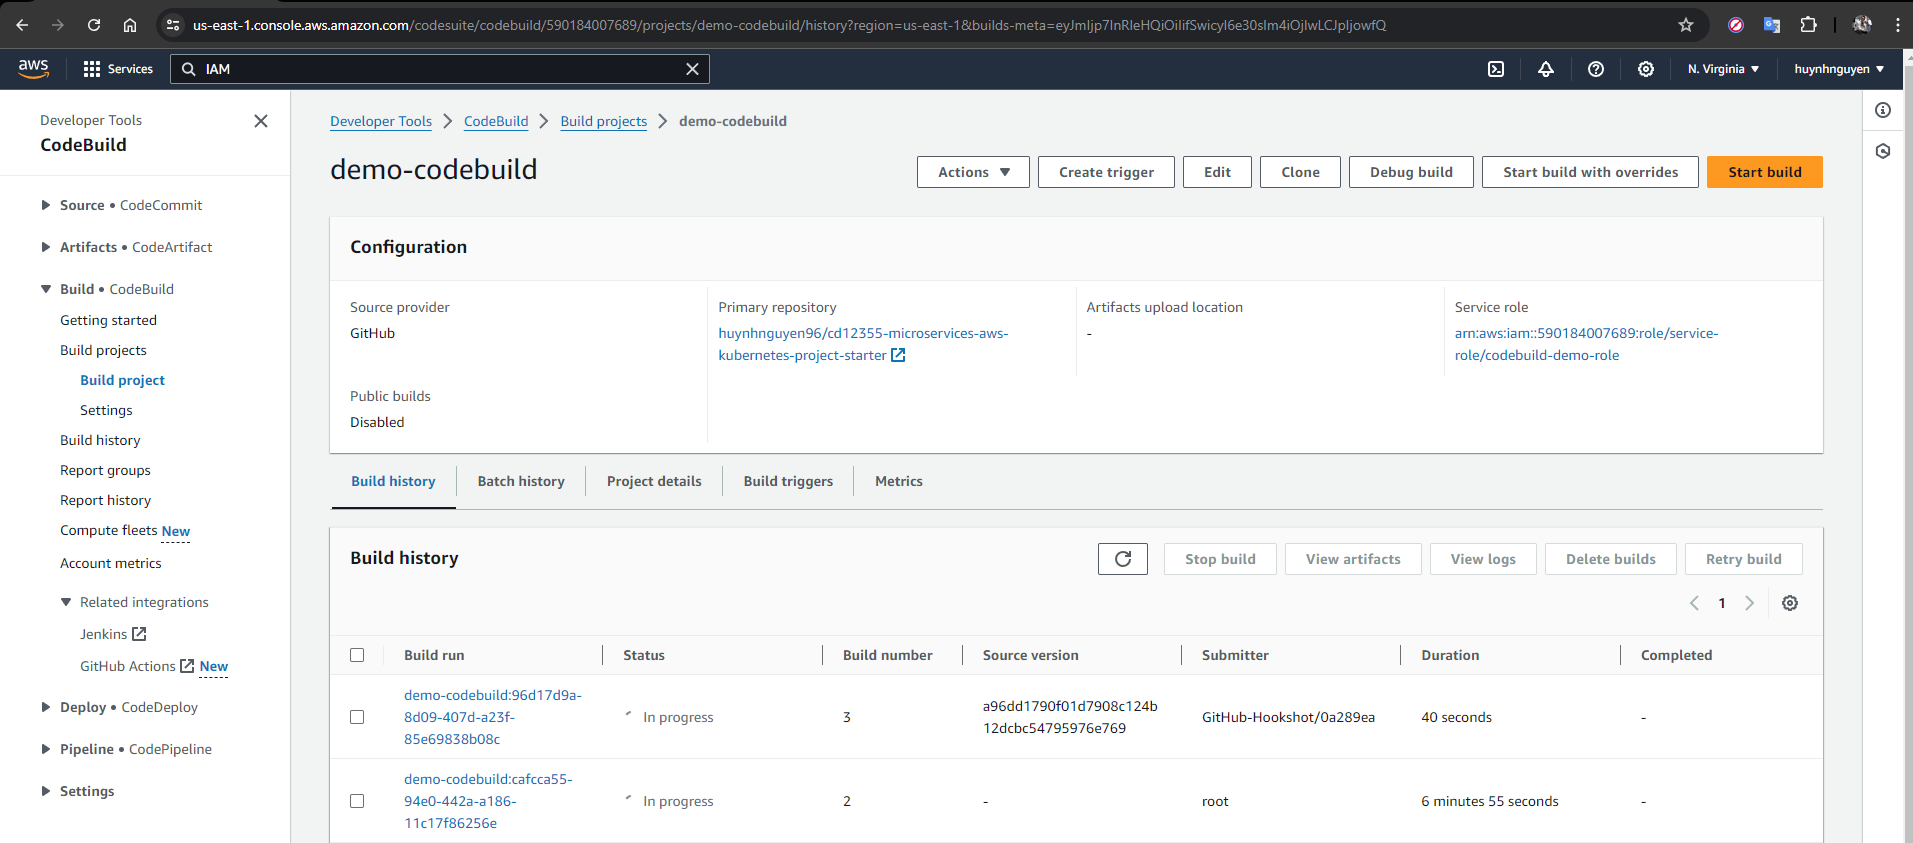 us-east-1.console.aws.amazon.com/codesuite/codebuild/590184007689/projects/demo-codebuild/history?region=us-east-1&builds-meta=eyJmIjp7InRleHQiOiIifSwicyI6e30sIm4iOjIwLCJpIjowfQ
aws
Services
IAM
N. Virginia
huynhnguyen
Developer Tools
CodeBuild
Source • CodeCommit
Artifacts • CodeArtifact
Build • CodeBuild
Getting started
Build projects
Build project
Settings
Build history
Report groups
Report history
Compute fleets New
Account metrics
Related integrations
Jenkins
GitHub Actions New
Deploy • CodeDeploy
Pipeline • CodePipeline
Settings
Developer Tools
CodeBuild
Build projects
demo-codebuild
demo-codebuild
Actions
Create trigger
Edit
Clone
Debug build
Start build with overrides
Start build
Configuration
Source provider
GitHub
Primary repository
huynhnguyen96/cd12355-microservices-aws-
kubernetes-project-starter
Artifacts upload location
-
Service role
arn:aws:iam::590184007689:role/service-
role/codebuild-demo-role
Public builds
Disabled
Build history
Batch history
Project details
Build triggers
Metrics
Build history
Stop build
View artifacts
View logs
Delete builds
Retry build
1
Build run
Status
Build number
Source version
Submitter
Duration
Completed
demo-codebuild:96d17d9a-
8d09-407d-a23f-
85e69838b08c
In progress
3
a96dd1790f01d7908c124b
12dcbc54795976e769
GitHub-Hookshot/0a289ea
40 seconds
-
demo-codebuild:cafcca55-
94e0-442a-a186-
11c17f86256e
In progress
2
-
root
6 minutes 55 seconds
-